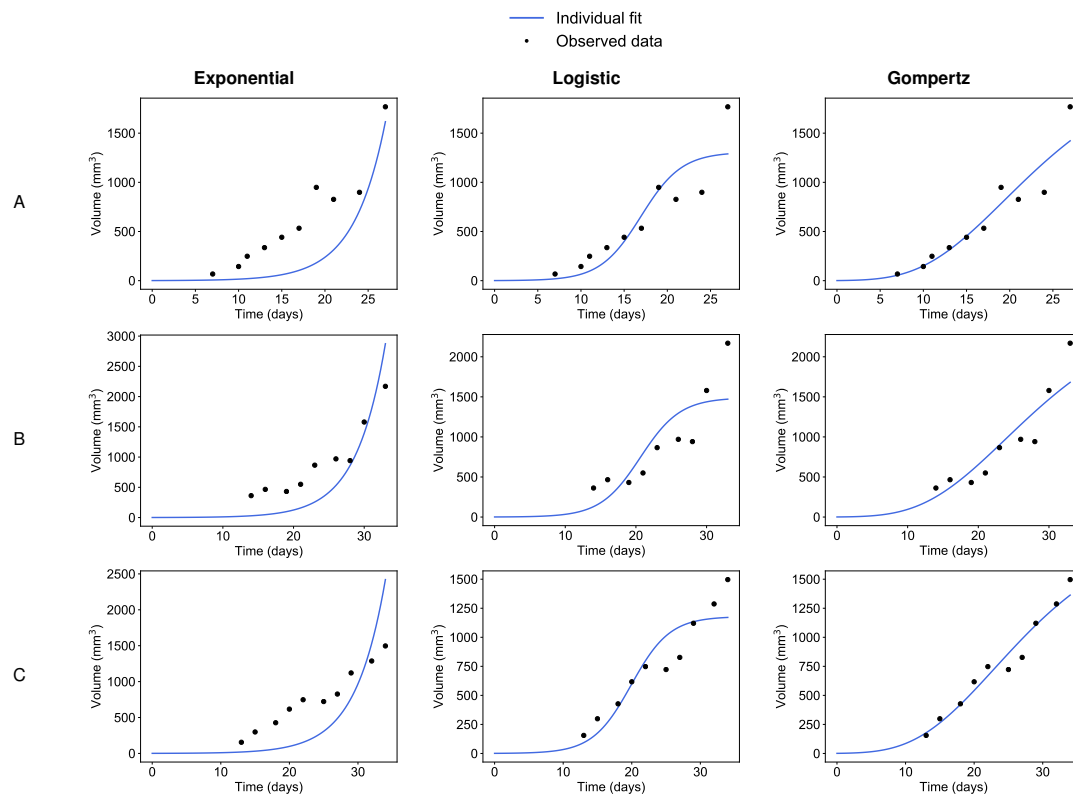 Individual fit
Observed data
Exponential
Logistic
Gompertz
A
Volume (mm³)
1500
1000
500
0
0 5 10 15 20 25
Time (days)
Volume (mm³)
1500
1000
500
0
0 5 10 15 20 25
Time (days)
Volume (mm³)
1500
1000
500
0
0 5 10 15 20 25
Time (days)
B
Volume (mm³)
3000
2500
2000
1500
1000
500
0
0 10 20 30
Time (days)
Volume (mm³)
2000
1500
1000
500
0
0 10 20 30
Time (days)
Volume (mm³)
2000
1500
1000
500
0
0 10 20 30
Time (days)
C
Volume (mm³)
2500
2000
1500
1000
500
0
0 10 20 30
Time (days)
Volume (mm³)
1500
1250
1000
750
500
250
0
0 10 20 30
Time (days)
Volume (mm³)
1500
1250
1000
750
500
250
0
0 10 20 30
Time (days)